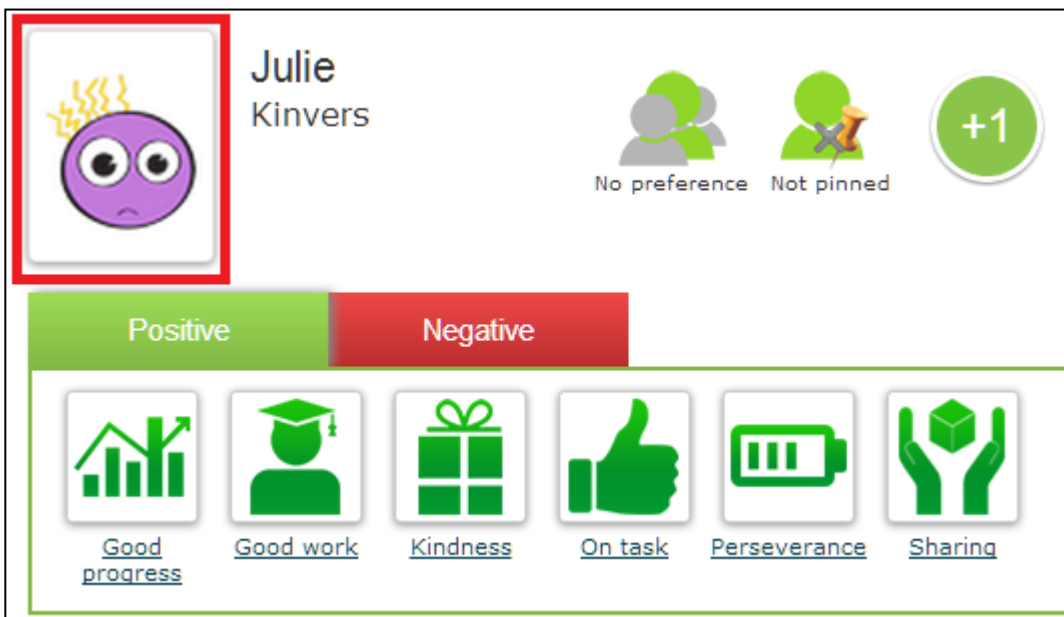 Julie
Kinvers
No preference
Not pinned
+1
Positive
Negative
Good
progress
Good work
Kindness
On task
Perseverance
Sharing